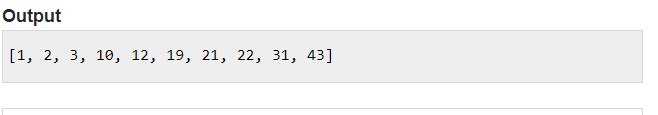 Output
[1, 2, 3, 10, 12, 19, 21, 22, 31, 43]